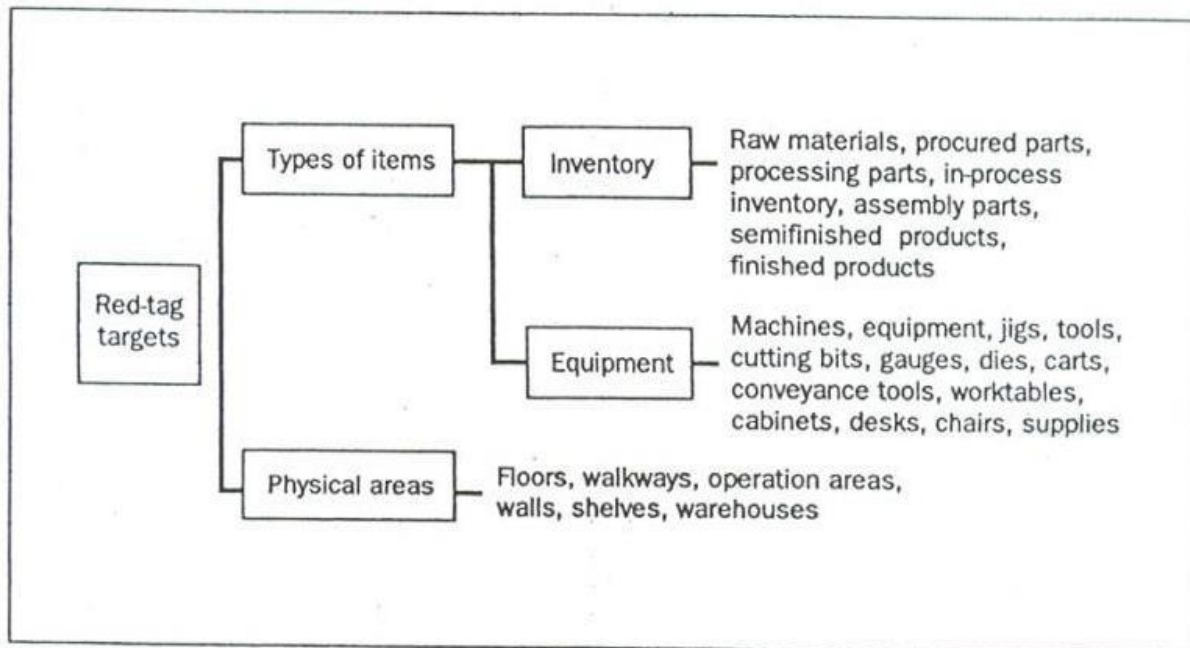 Red-tag
targets
Types of items
Inventory
Raw materials, procured parts,
processing parts, in-process
inventory, assembly parts,
semifinished products,
finished products
Equipment
Machines, equipment, jigs, tools,
cutting bits, gauges, dies, carts,
conveyance tools, worktables,
cabinets, desks, chairs, supplies
Physical areas
Floors, walkways, operation areas,
walls, shelves, warehouses